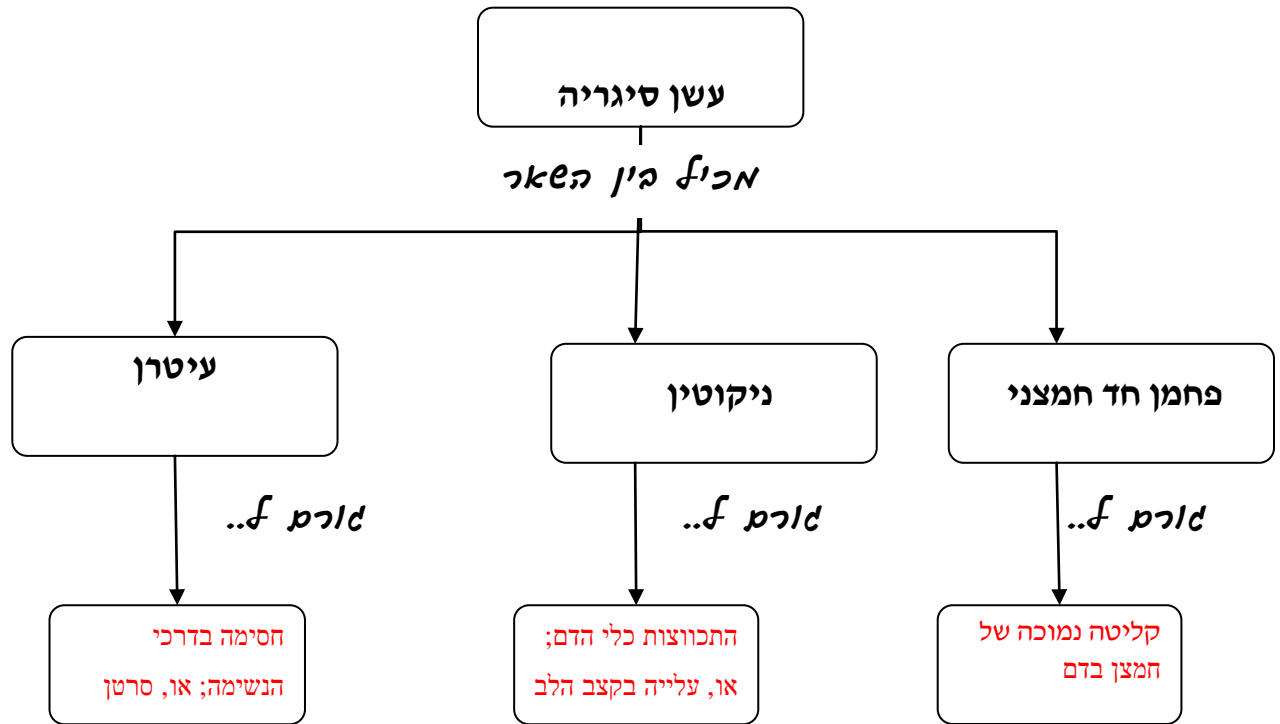 עשן סיגריה
מכיל בין השאר
פחמן חד חמצני
ניקוטין
עיטרן
גורם ל..
גורם ל..
גורם ל..
קליטה נמוכה של
חמצן בדם
התכווצות כלי הדם;
או, עלייה בקצב הלב
חסימה בדרכי
הנשימה; או, סרטן